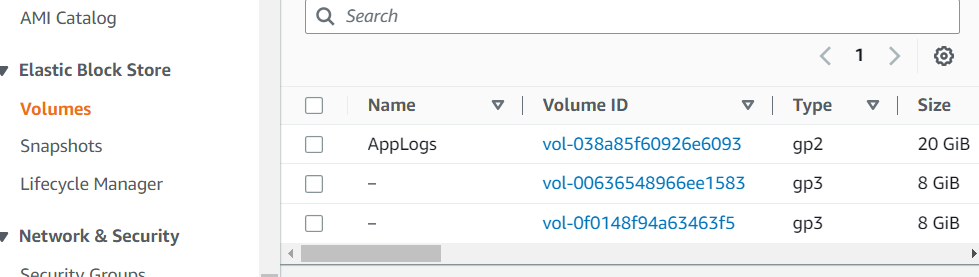 AMI Catalog
Elastic Block Store
Volumes
Snapshots
Lifecycle Manager
Network & Security
Security Groups
Search
1
Name Volume ID Type Size
AppLogs vol-038a85f60926e6093 gp2 20 GiB
– vol-00636548966ee1583 gp3 8 GiB
– vol-0f0148f94a63463f5 gp3 8 GiB